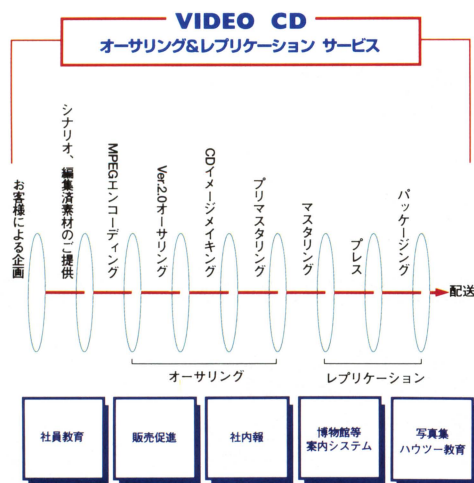 VIDEO CD
オーサリング&レプリケーション サービス
お客様による企画
シナリオ、編集済素材のご提供
MPEGエンコーディング
Ver.2.0オーサリング
CDイメージメイキング
プリマスタリング
マスタリング
プレス
パッケージング
配送
オーサリング
レプリケーション
社員教育
販売促進
社内報
博物館等
案内システム
写真集
ハウツー教育